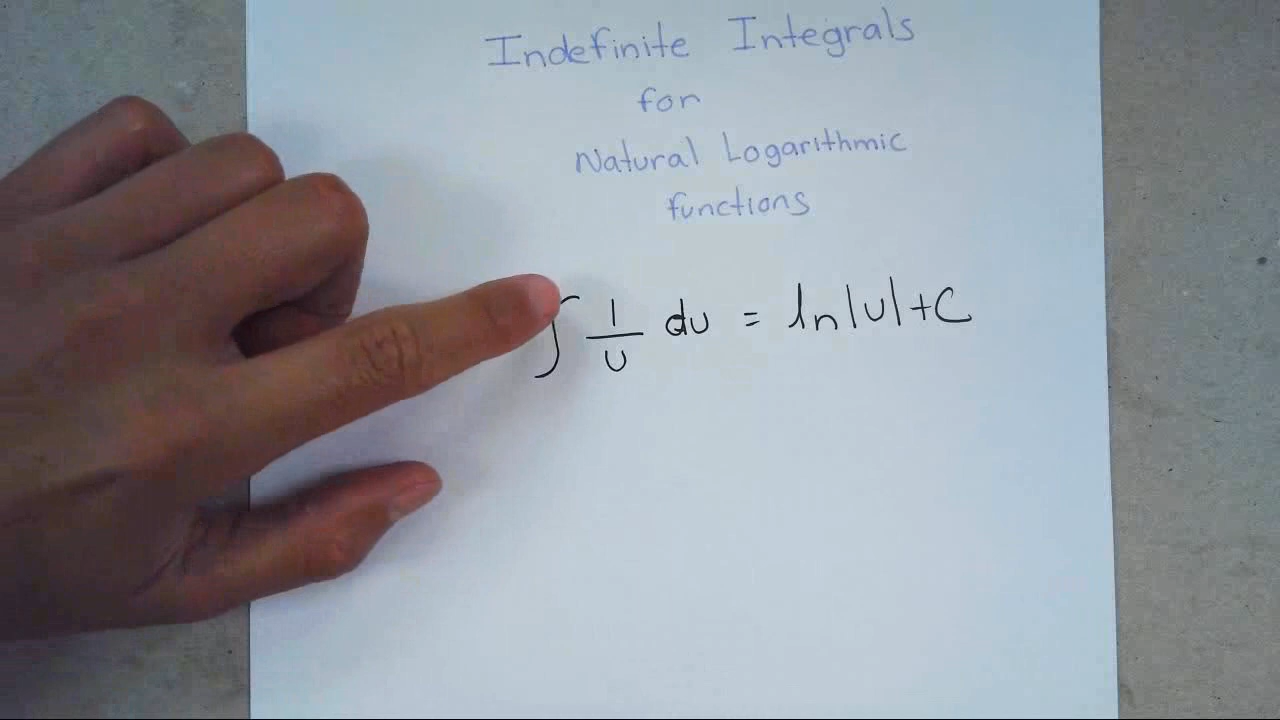 Indefinite Integrals
for
Natural Logarithmic
functions
∫ 1/u du = ln|u|+C